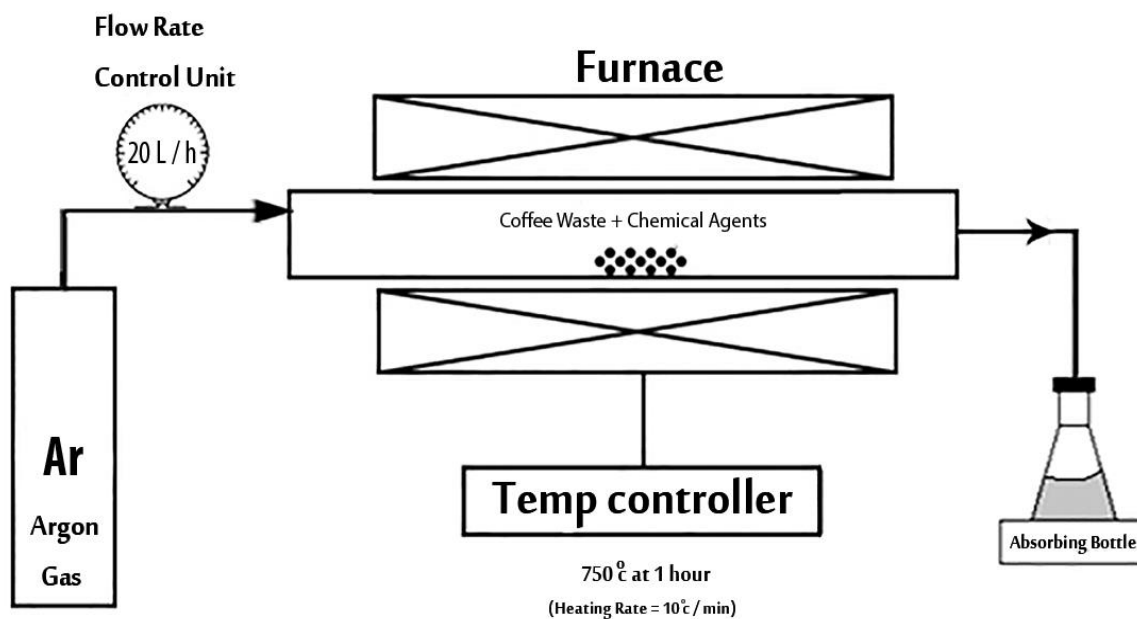 Flow Rate
Control Unit
20 L / h
Furnace
Coffee Waste + Chemical Agents
Ar
Argon
Gas
Temp controller
750 °c at 1 hour
(Heating Rate = 10°c / min)
Absorbing Bottles